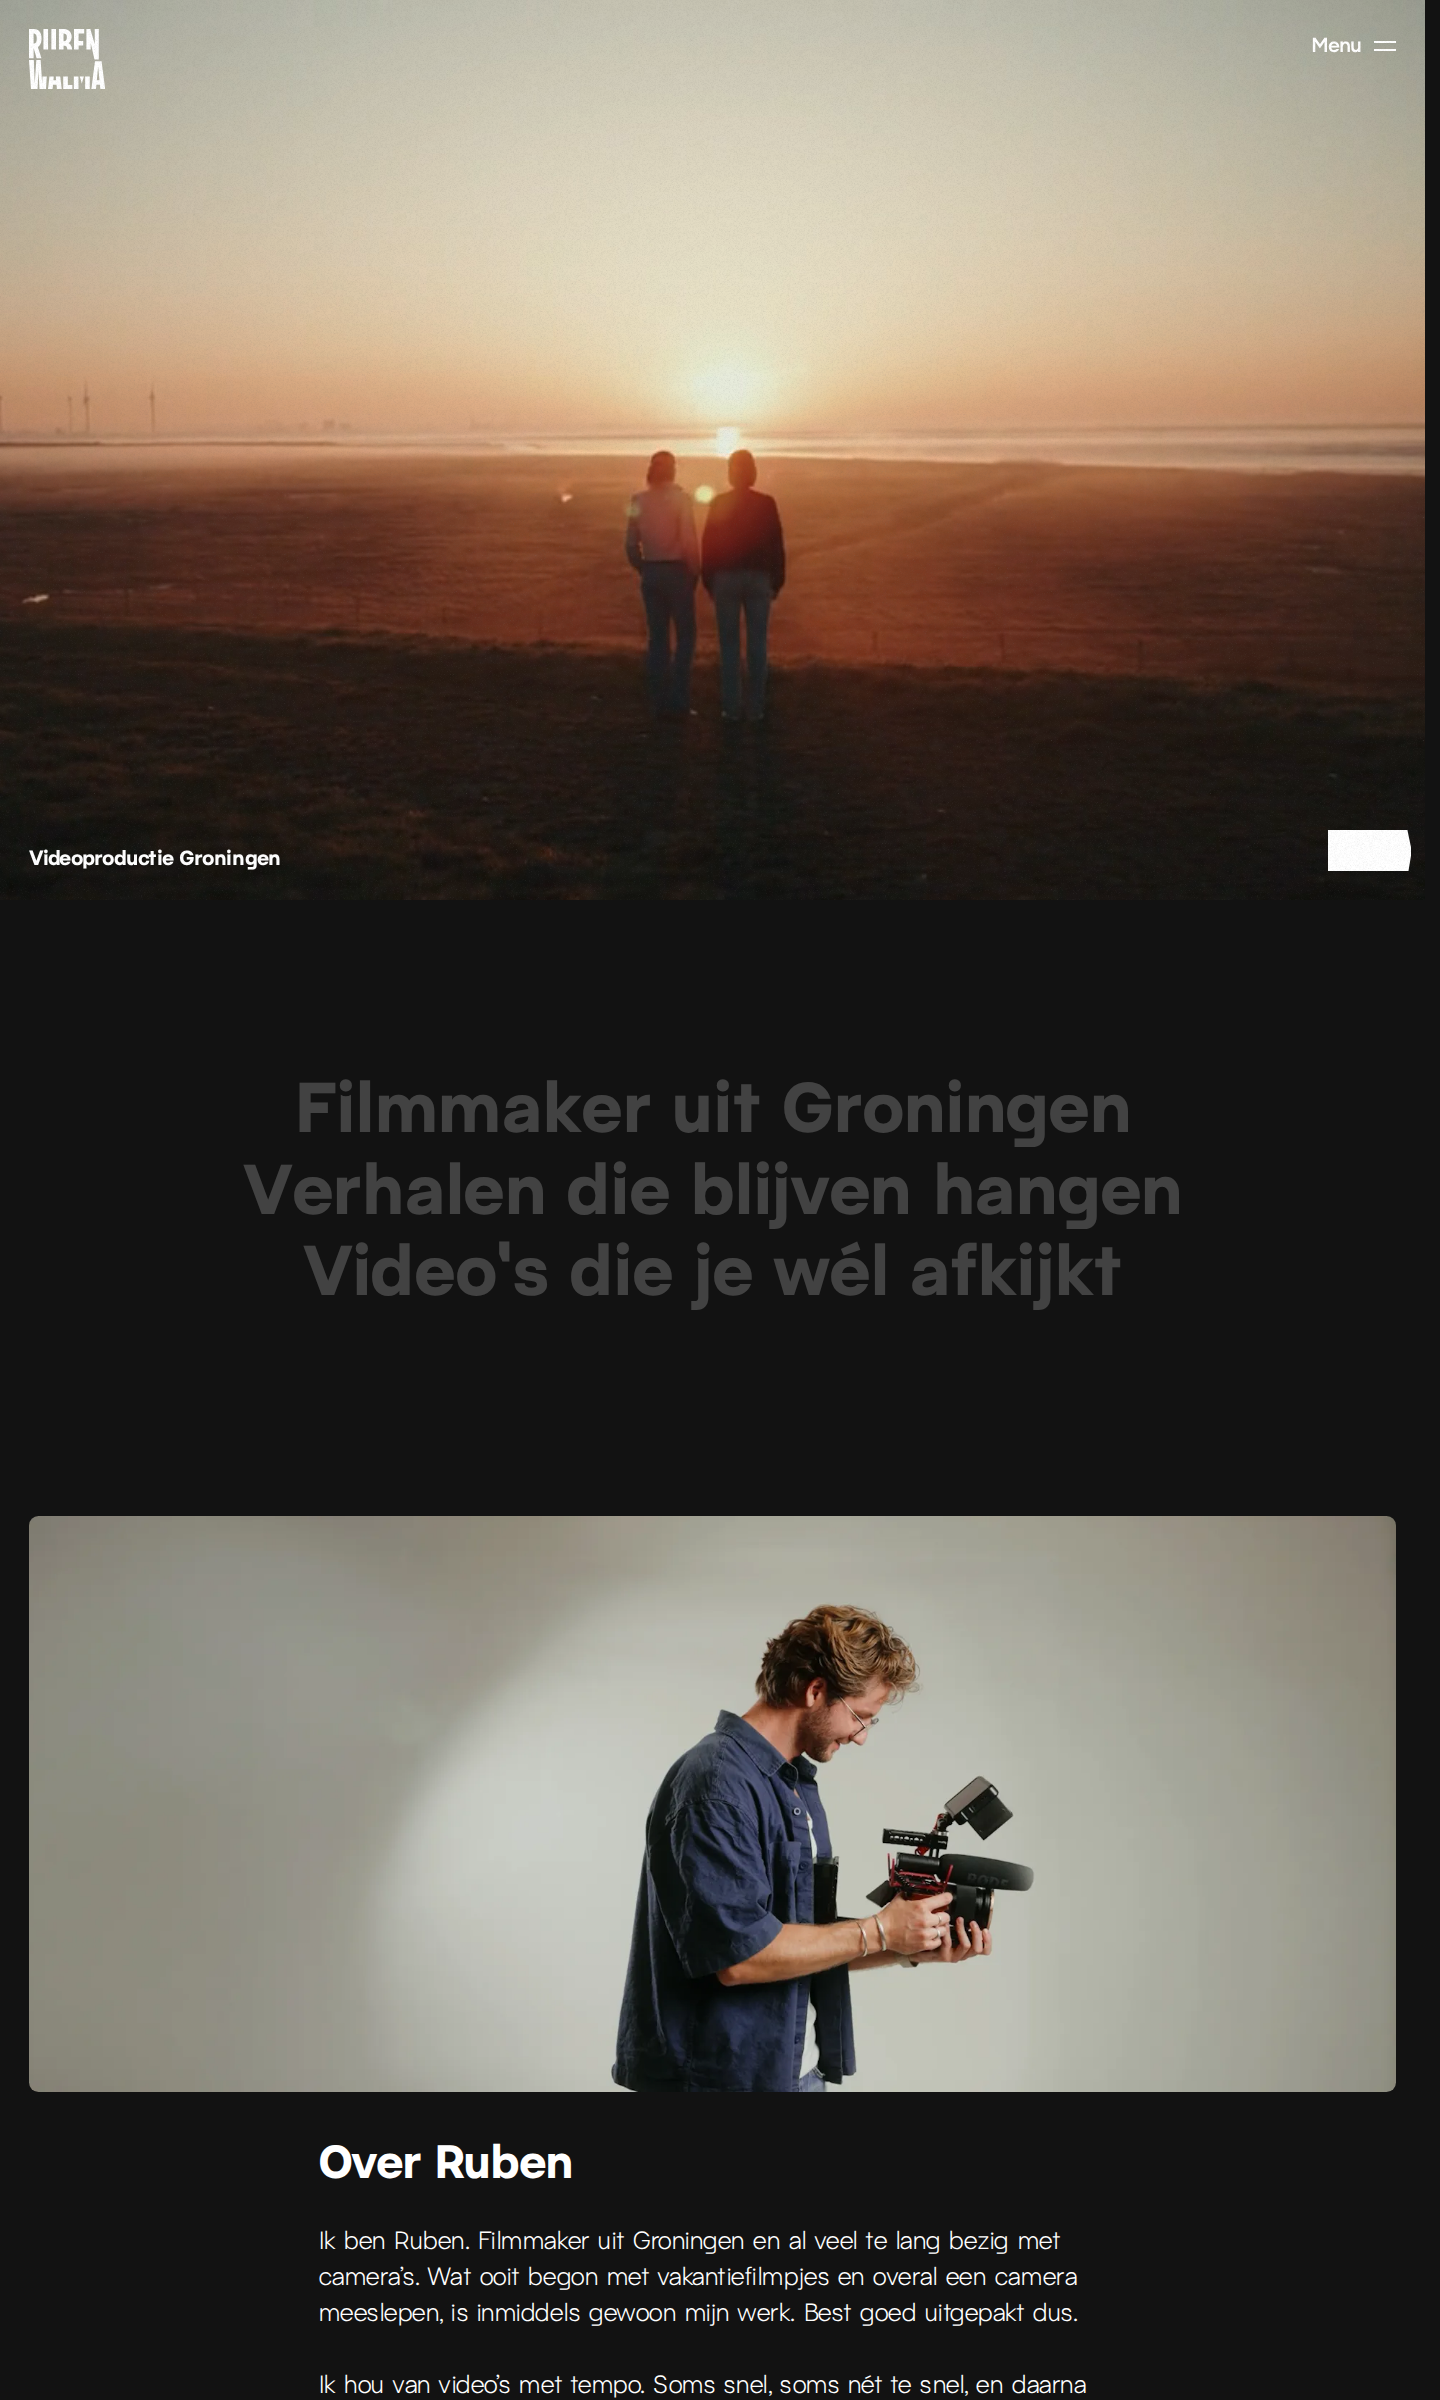 Menu
Videoproductie Groningen
Filmmaker uit Groningen
Verhalen die blijven hangen
Video's die je wél afkijkt
RODE
Over Ruben
Ik ben Ruben. Filmmaker uit Groningen en al veel te lang bezig met
camera’s. Wat ooit begon met vakantiefilmpjes en overal een camera
meeslepen, is inmiddels gewoon mijn werk. Best goed uitgepakt dus.
Ik hou van video’s met tempo. Soms snel, soms nét te snel, en daarna